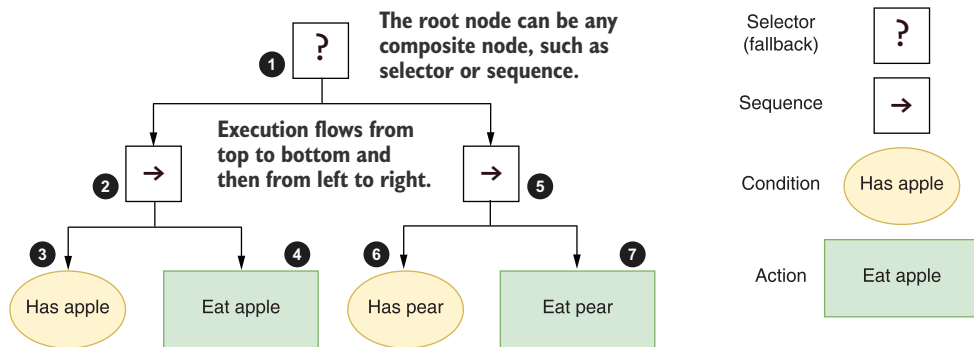 ?
1
The root node can be any
composite node, such as
selector or sequence.
Execution flows from
top to bottom and
then from left to right.
→
2
→
5
3
4
6
7
Has apple
Eat apple
Has pear
Eat pear
Selector
(fallback)
?
Sequence
→
Condition
Has apple
Action
Eat apple